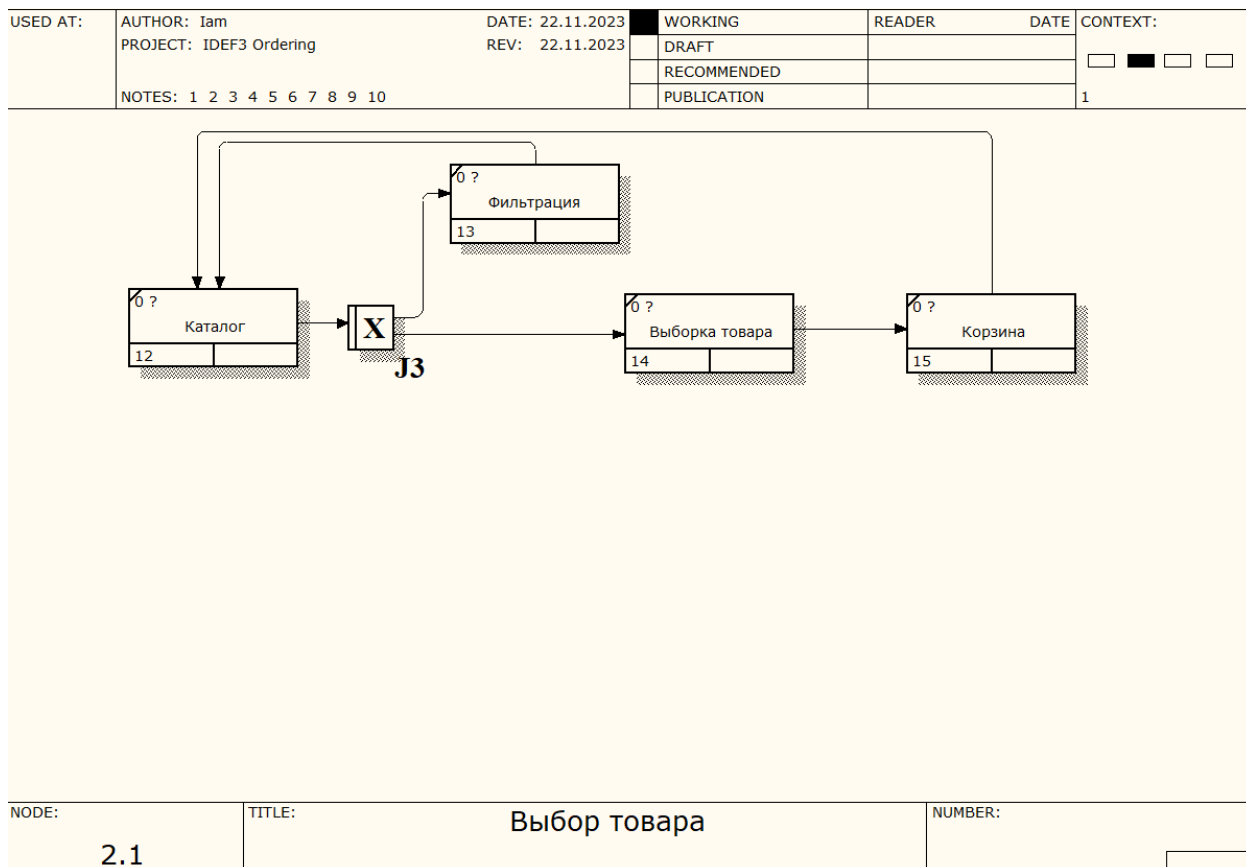 USED AT:
AUTHOR: Iam
DATE: 22.11.2023
PROJECT: IDEF3 Ordering
REV: 22.11.2023
NOTES: 1 2 3 4 5 6 7 8 9 10
WORKING
DRAFT
RECOMMENDED
PUBLICATION
READER DATE
CONTEXT:
1
0 ?
Фильтрация
13
0 ?
Каталог
12
X
J3
0 ?
Выборка товара
14
0 ?
Корзина
15
NODE:
2.1
TITLE:
Выбор товара
NUMBER: